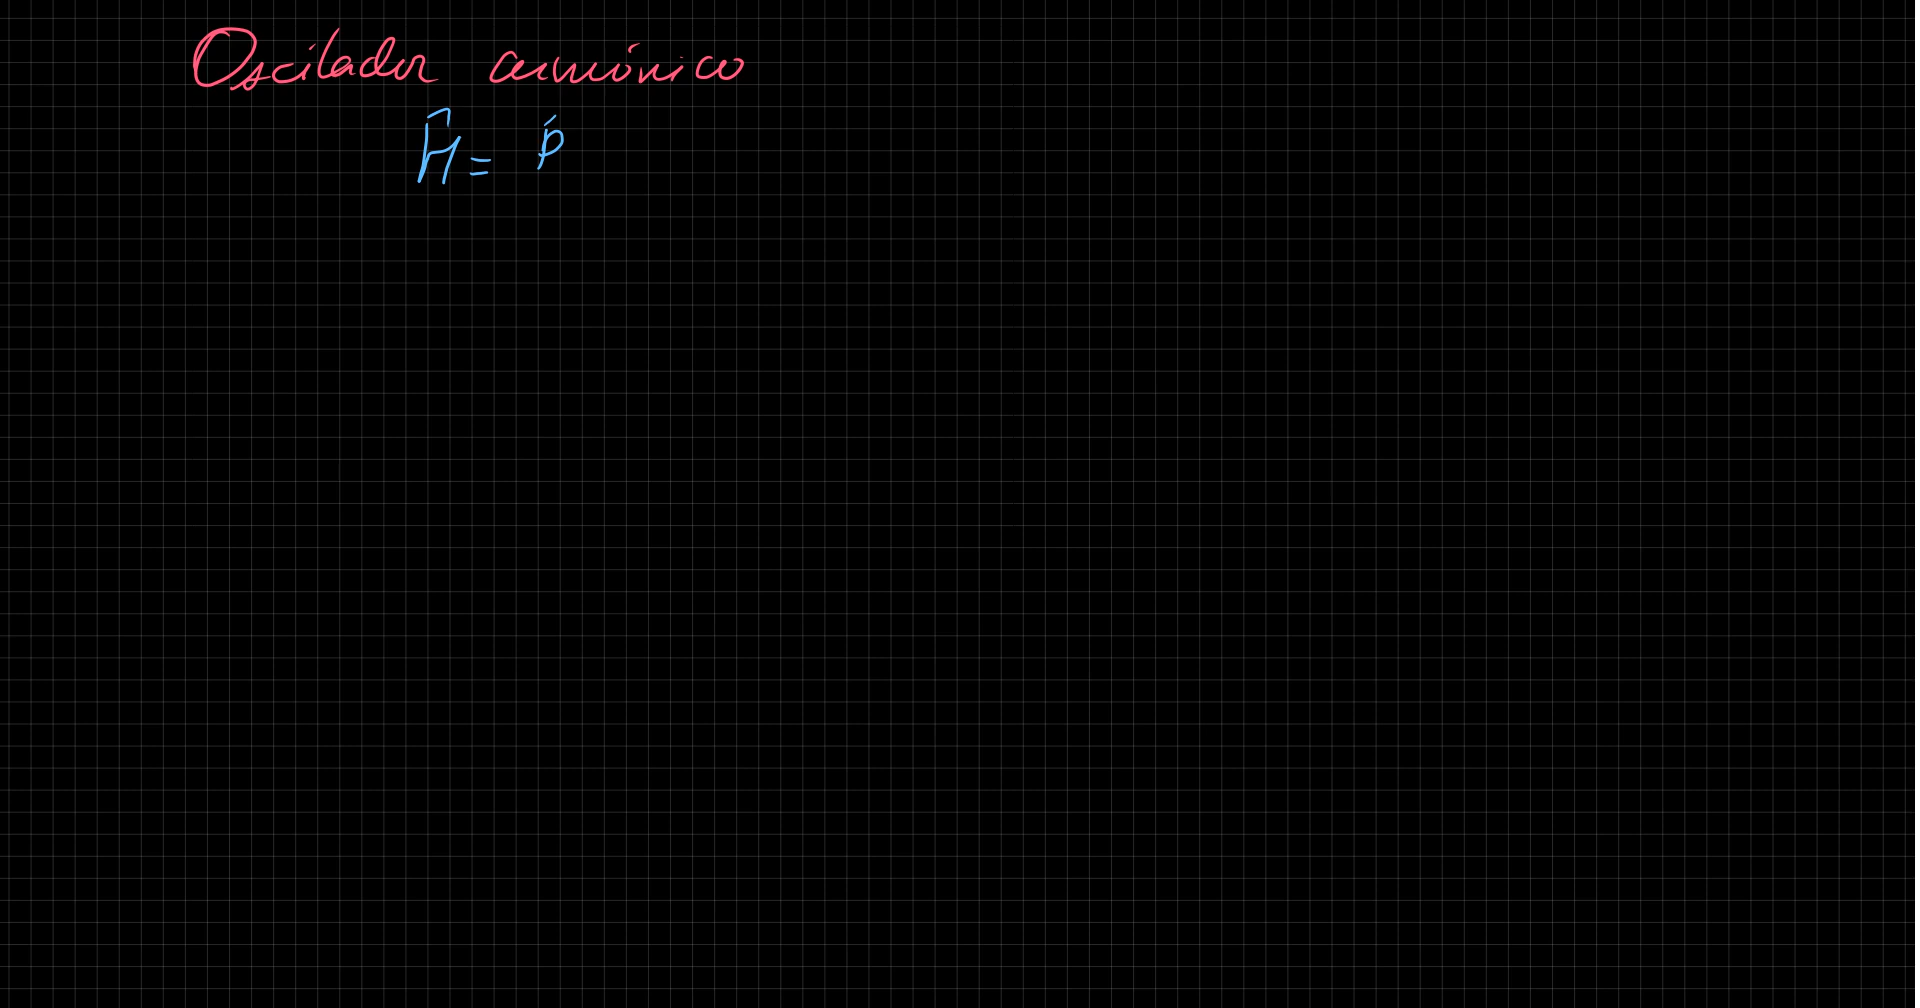 Oscilador armónico
Ĥ = p̂